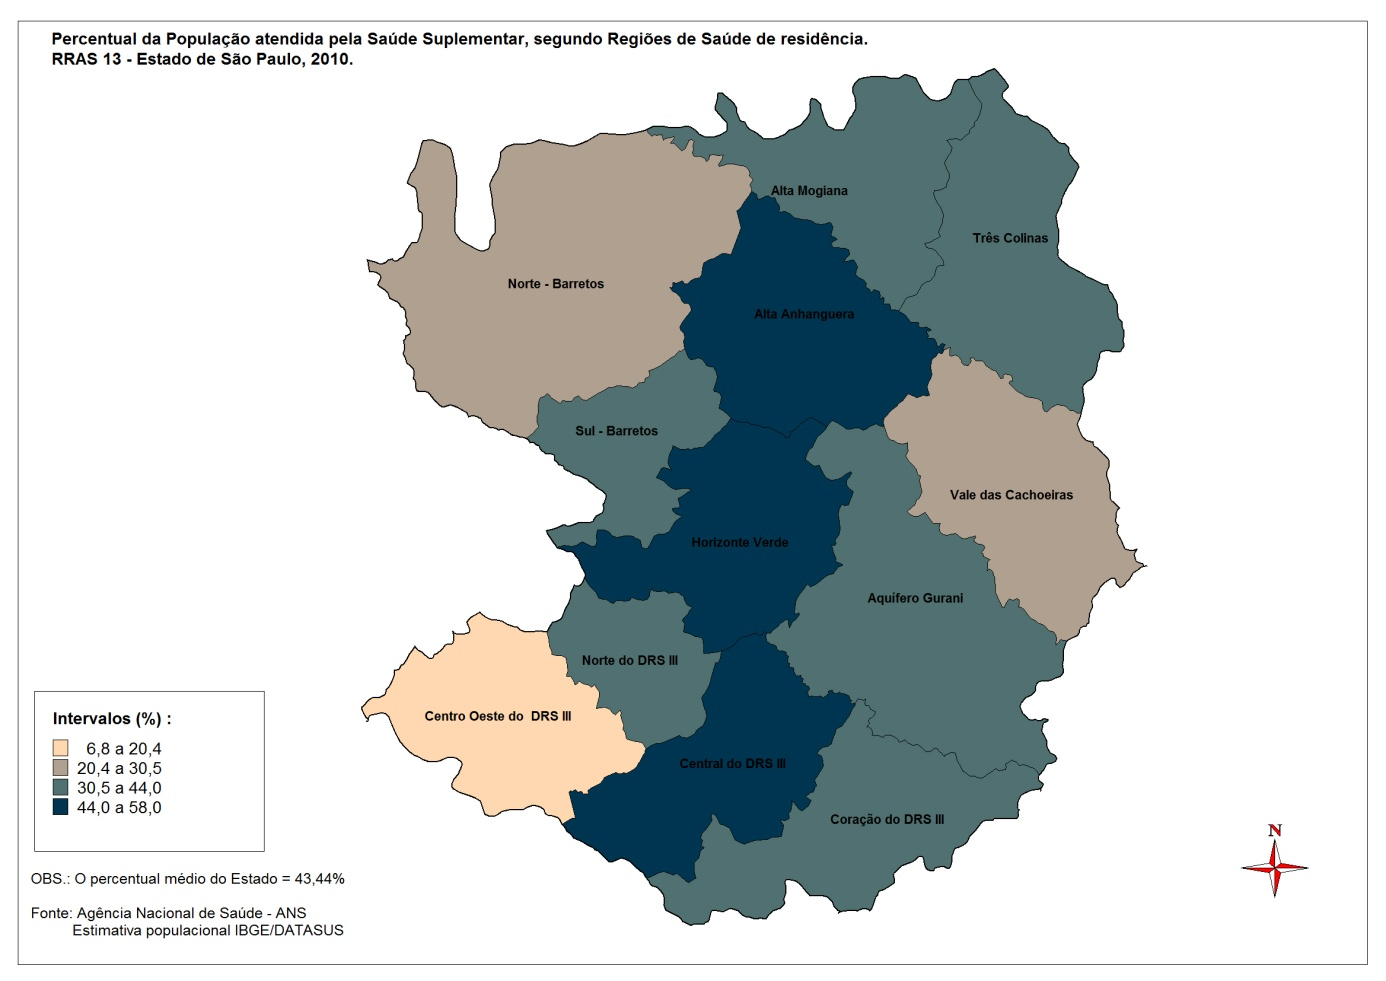 Percentual da População atendida pela Saúde Suplementar, segundo Regiões de Saúde de residência.
RRAS 13 - Estado de São Paulo, 2010.
Alta Mogiana
Três Colinas
Norte - Barretos
Alta Anhanguera
Sul - Barretos
Vale das Cachoeiras
Horizonte Verde
Aquífero Gurani
Norte do DRS III
Centro Oeste do DRS III
Central do DRS III
Coração do DRS III
Intervalos (%) :
6,8 a 20,4
20,4 a 30,5
30,5 a 44,0
44,0 a 58,0
N
OBS.: O percentual médio do Estado = 43,44%
Fonte: Agência Nacional de Saúde - ANS
Estimativa populacional IBGE/DATASUS